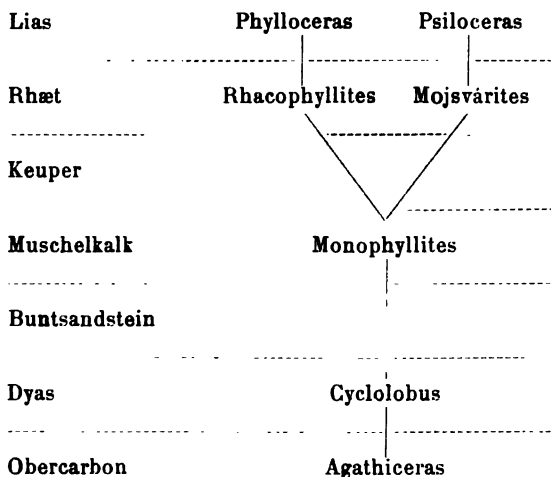 Lias Phylloceras Psiloceras
Rhæt Rhacophyllites Mojsvárites
Keuper
Muschelkalk Monophyllites
Buntsandstein
Dyas Cyclolobus
Obercarbon Agathiceras